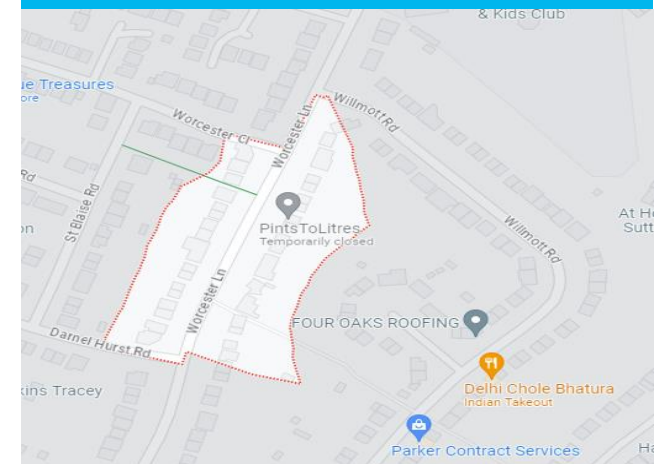 & Kids Club
ue Treasures
ore
Worcester Cl
Worcester Ln
Willmott Rd
Rd
St Blaise Rd
on
PintsToLitres
Temporarily closed
Willmott Rd
At Ho
Sutt
Worcester Ln
FOUR OAKS ROOFING
Darnel Hurst Rd
kins Tracey
Delhi Chole Bhatura
Indian Takeout
Parker Contract Services
Ha